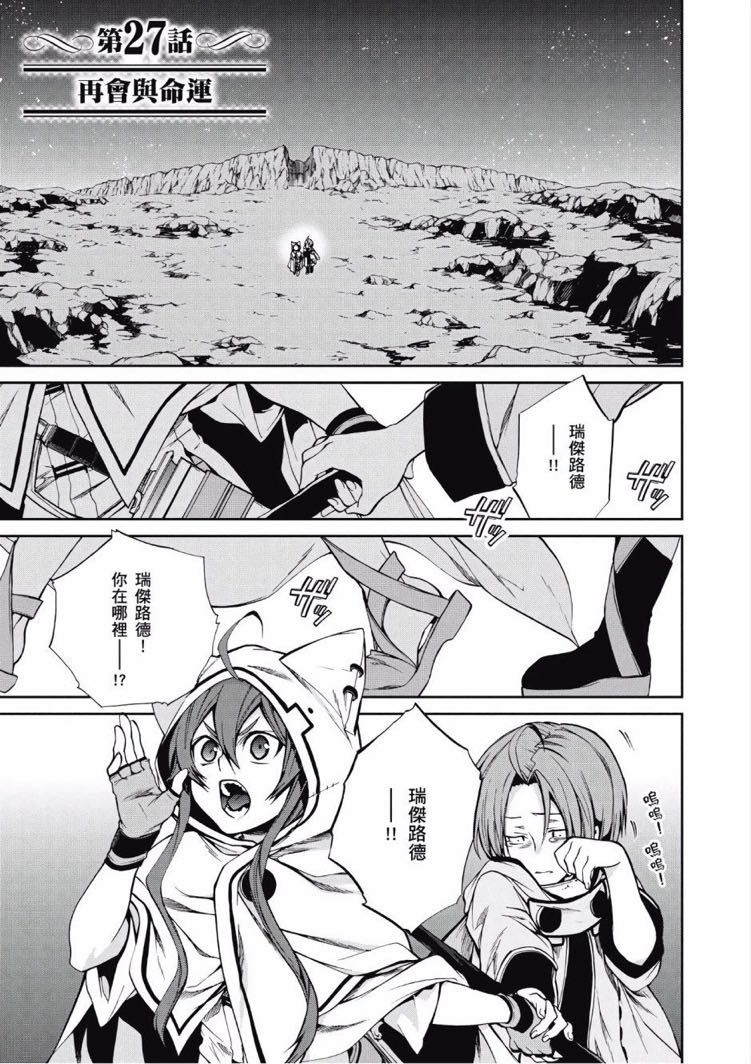 第27話
再會與命運
瑞傑路德
——!!
ザッ
ザッ
ザッ
瑞傑路德！
你在哪裡——!?
瑞傑路德
——!!
嗚嗚！嗚嗚！